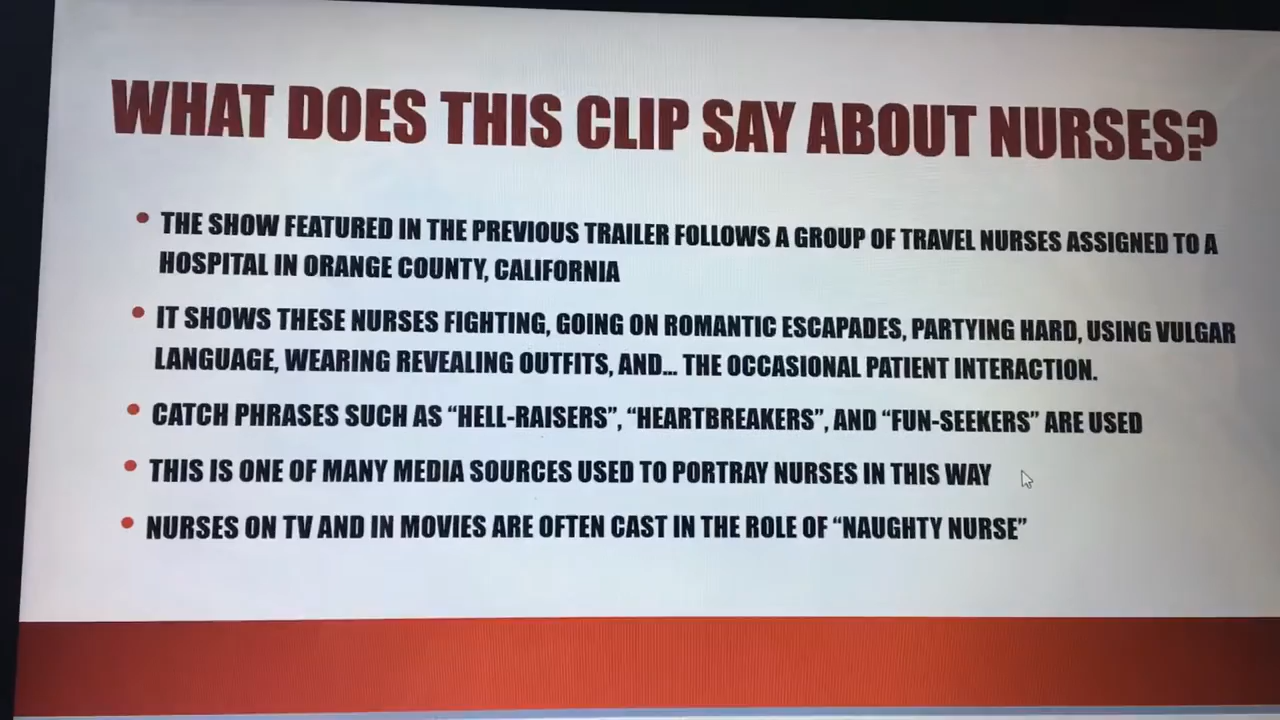 WHAT DOES THIS CLIP SAY ABOUT NURSES?
• THE SHOW FEATURED IN THE PREVIOUS TRAILER FOLLOWS A GROUP OF TRAVEL NURSES ASSIGNED TO A
HOSPITAL IN ORANGE COUNTY, CALIFORNIA
• IT SHOWS THESE NURSES FIGHTING, GOING ON ROMANTIC ESCAPADES, PARTYING HARD, USING VULGAR
LANGUAGE, WEARING REVEALING OUTFITS, AND... THE OCCASIONAL PATIENT INTERACTION.
• CATCH PHRASES SUCH AS “HELL-RAISERS”, “HEARTBREAKERS”, AND “FUN-SEEKERS” ARE USED
• THIS IS ONE OF MANY MEDIA SOURCES USED TO PORTRAY NURSES IN THIS WAY
• NURSES ON TV AND IN MOVIES ARE OFTEN CAST IN THE ROLE OF “NAUGHTY NURSE”